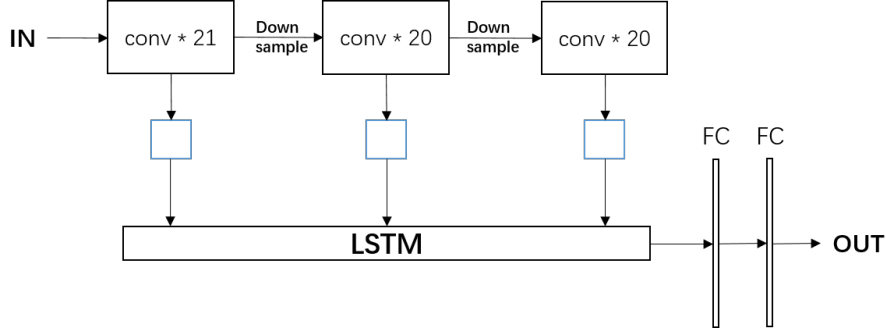 IN
conv * 21
Down
sample
conv * 20
Down
sample
conv * 20
FC
FC
LSTM
OUT